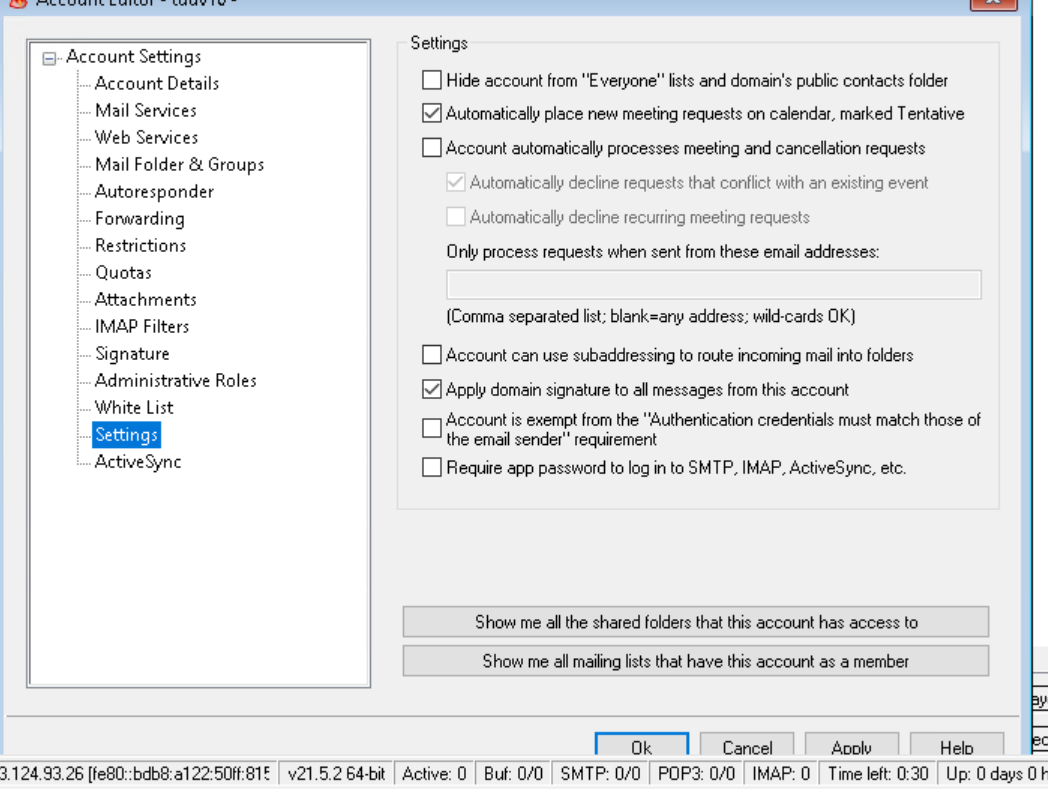 Account Editor -
Account Settings
Account Details
Mail Services
Web Services
Mail Folder & Groups
Autoresponder
Forwarding
Restrictions
Quotas
Attachments
IMAP Filters
Signature
Administrative Roles
White List
Settings
ActiveSync
Settings
Hide account from "Everyone" lists and domain's public contacts folder
Automatically place new meeting requests on calendar, marked Tentative
Account automatically processes meeting and cancellation requests
Automatically decline requests that conflict with an existing event
Automatically decline recurring meeting requests
Only process requests when sent from these email addresses:
(Comma separated list; blank=any address; wild-cards OK)
Account can use subaddressing to route incoming mail into folders
Apply domain signature to all messages from this account
Account is exempt from the "Authentication credentials must match those of
the email sender" requirement
Require app password to log in to SMTP, IMAP, ActiveSync, etc.
Show me all the shared folders that this account has access to
Show me all mailing lists that have this account as a member
Ok Cancel Apply Help
3.124.93.26 [fe80::bdb8:a122:50ff:815 v21.5.2 64-bit Active: 0 Buf: 0/0 SMTP: 0/0 POP3: 0/0 IMAP: 0 Time left: 0:30 Up: 0 days 0 h